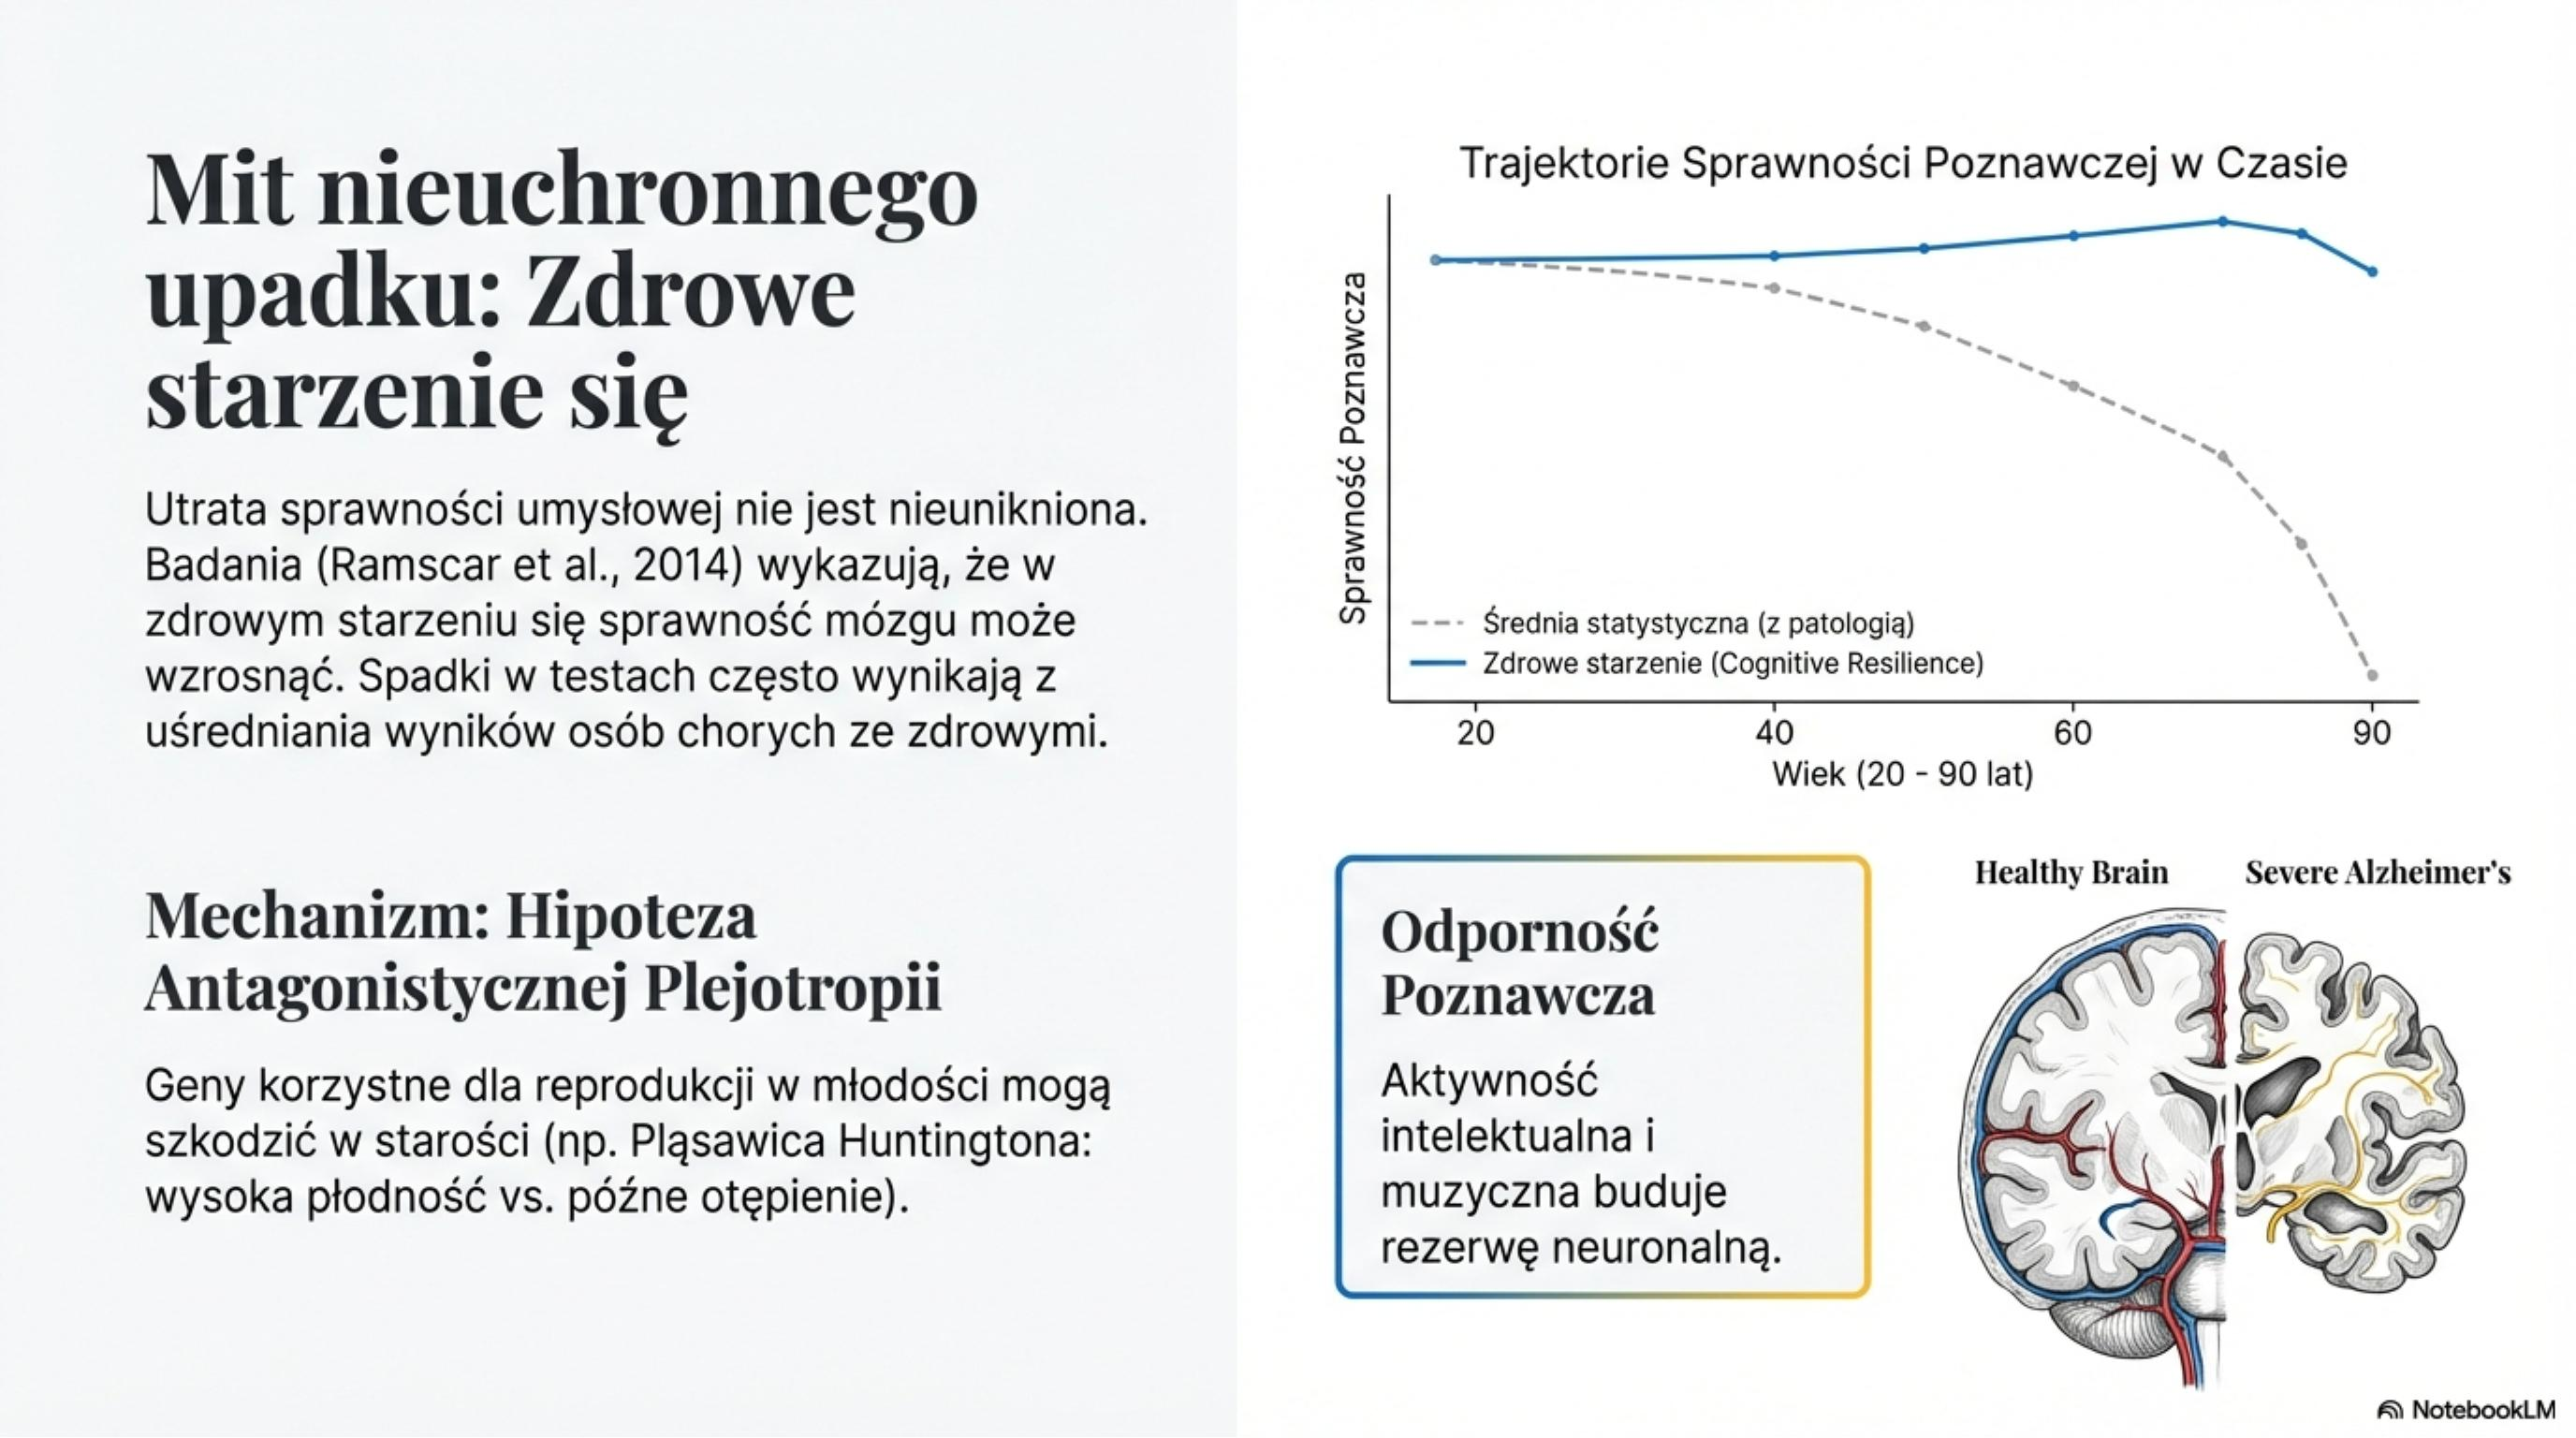 Mit nieuchronnego
upadku: Zdrowe
starzenie się
Utrata sprawności umysłowej nie jest nieunikniona.
Badania (Ramscar et al., 2014) wykazują, że w
zdrowym starzeniu się sprawność mózgu może
wzrosnąć. Spadki w testach często wynikają z
uśredniania wyników osób chorych ze zdrowymi.
Mechanizm: Hipoteza
Antagonistycznej Plejotropii
Geny korzystne dla reprodukcji w młodości mogą
szkodzić w starości (np. Pląsawica Huntingtona:
wysoka płodność vs. późne otępienie).
Trajektorie Sprawności Poznawczej w Czasie
Sprawność Poznawcza
Średnia statystyczna (z patologią)
Zdrowe starzenie (Cognitive Resilience)
20 40 60 90
Wiek (20 - 90 lat)
Odporność
Poznawcza
Aktywność
intelektualna i
muzyczna buduje
rezerwę neuronalną.
Healthy Brain Severe Alzheimer's
NotebookLM